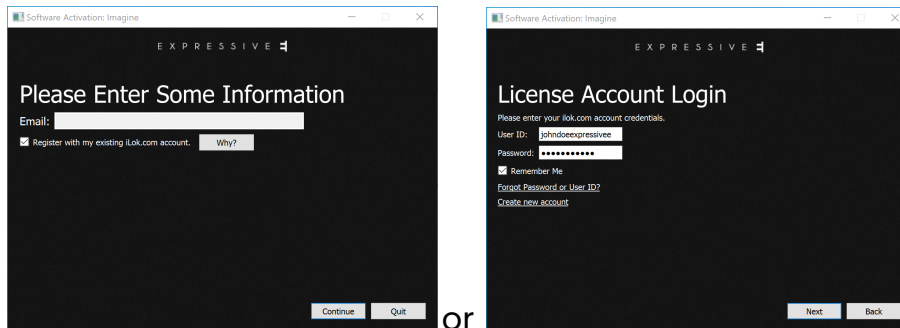 Software Activation: Imagine
EXPRESSIVE E
Please Enter Some Information
Email:
Register with my existing iLok.com account. Why?
Continue Quit
or
Software Activation: Imagine
EXPRESSIVE E
License Account Login
Please enter your ilok.com account credentials.
User ID: johndoeexpressivee
Password: ●●●●●●●●●●●
Remember Me
Forgot Password or User ID?
Create new account
Next Back